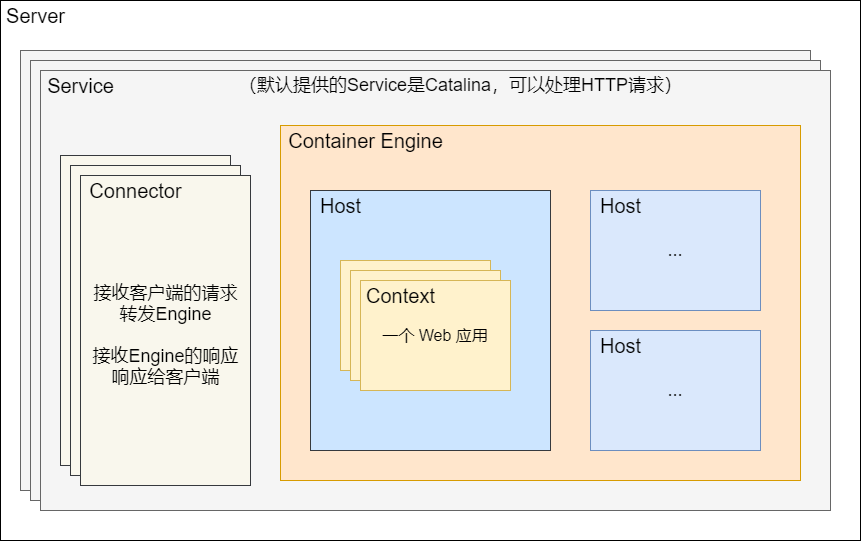 Server
Service
（默认提供的Service是Catalina，可以处理HTTP请求）
Container Engine
Connector
接收客户端的请求
转发Engine
接收Engine的响应
响应给客户端
Host
Context
一个 Web 应用
Host
...
Host
...